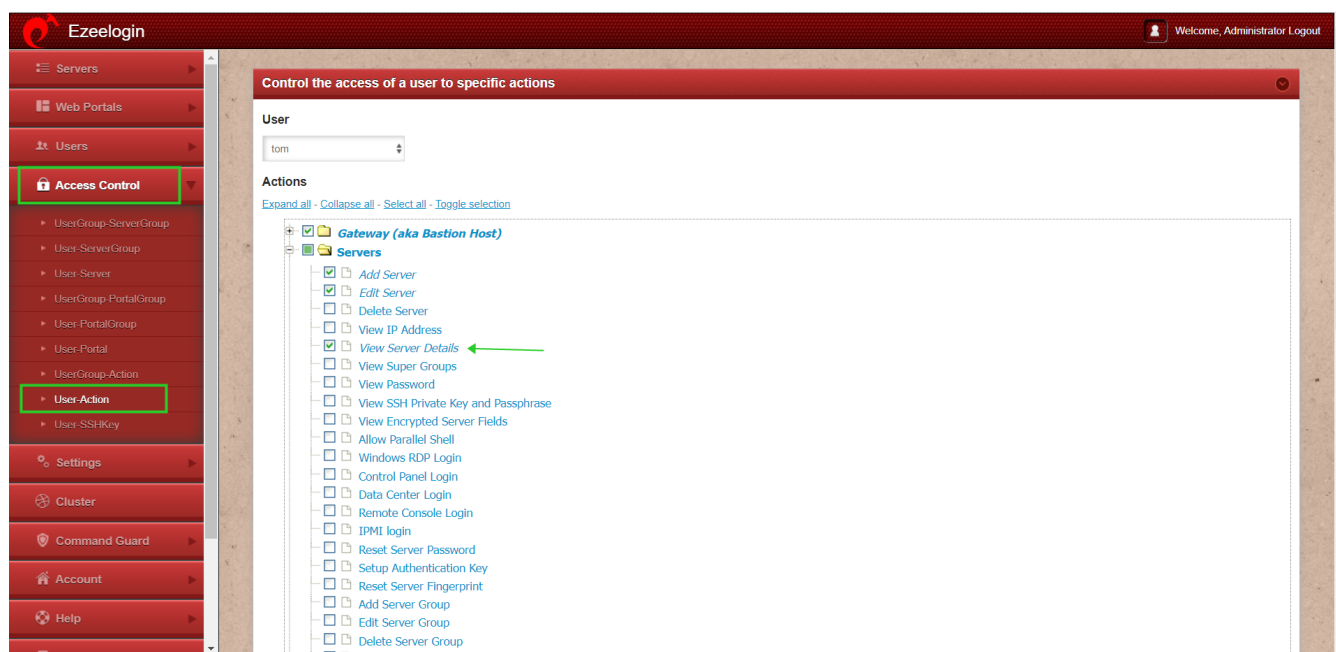 Ezeelogin
Welcome, Administrator Logout
Servers
Web Portals
Users
Access Control
UserGroup-ServerGroup
User-ServerGroup
User-Server
UserGroup-PortalGroup
User-PortalGroup
User-Portal
UserGroup-Action
User-Action
User-SSHKey
Settings
Cluster
Command Guard
Account
Help
Control the access of a user to specific actions
User
tom
Actions
Expand all - Collapse all - Select all - Toggle selection
Gateway (aka Bastion Host)
Servers
Add Server
Edit Server
Delete Server
View IP Address
View Server Details
View Super Groups
View Password
View SSH Private Key and Passphrase
View Encrypted Server Fields
Allow Parallel Shell
Windows RDP Login
Control Panel Login
Data Center Login
Remote Console Login
IPMI login
Reset Server Password
Setup Authentication Key
Reset Server Fingerprint
Add Server Group
Edit Server Group
Delete Server Group